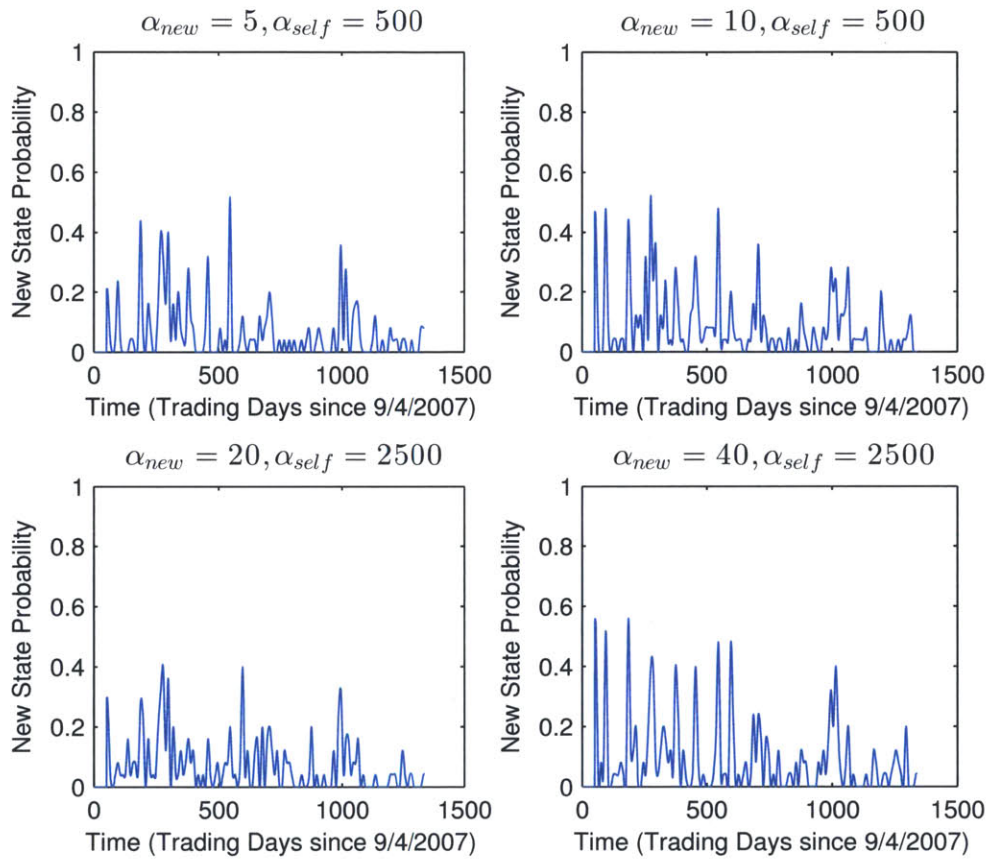 α_new = 5, α_self = 500
New State Probability
1
0.8
0.6
0.4
0.2
0
0 500 1000 1500
Time (Trading Days since 9/4/2007)
α_new = 10, α_self = 500
New State Probability
1
0.8
0.6
0.4
0.2
0
0 500 1000 1500
Time (Trading Days since 9/4/2007)
α_new = 20, α_self = 2500
New State Probability
1
0.8
0.6
0.4
0.2
0
0 500 1000 1500
Time (Trading Days since 9/4/2007)
α_new = 40, α_self = 2500
New State Probability
1
0.8
0.6
0.4
0.2
0
0 500 1000 1500
Time (Trading Days since 9/4/2007)